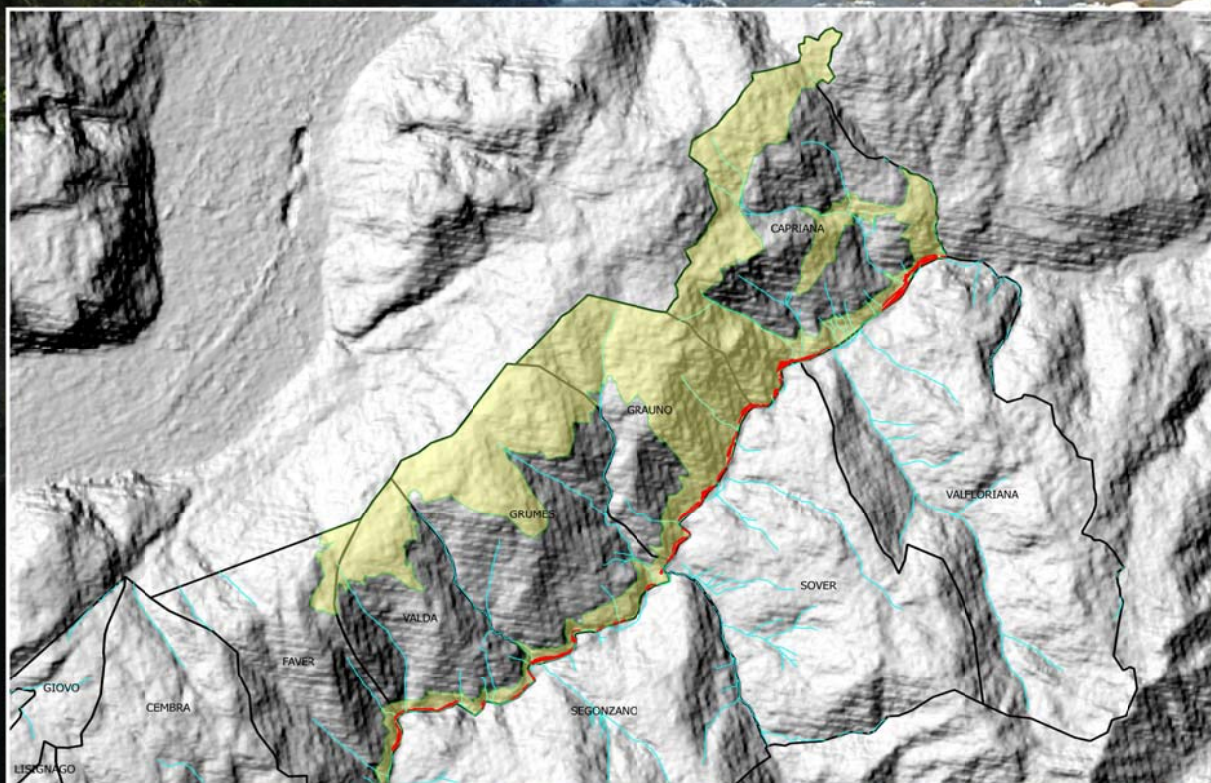 CAPRIANA
GRAUNO
VALFLORIANA
GRUMES
SOVER
VALDA
FAVER
GIOVO
CEMBRA
SEGONZANO
LISIGNAGO